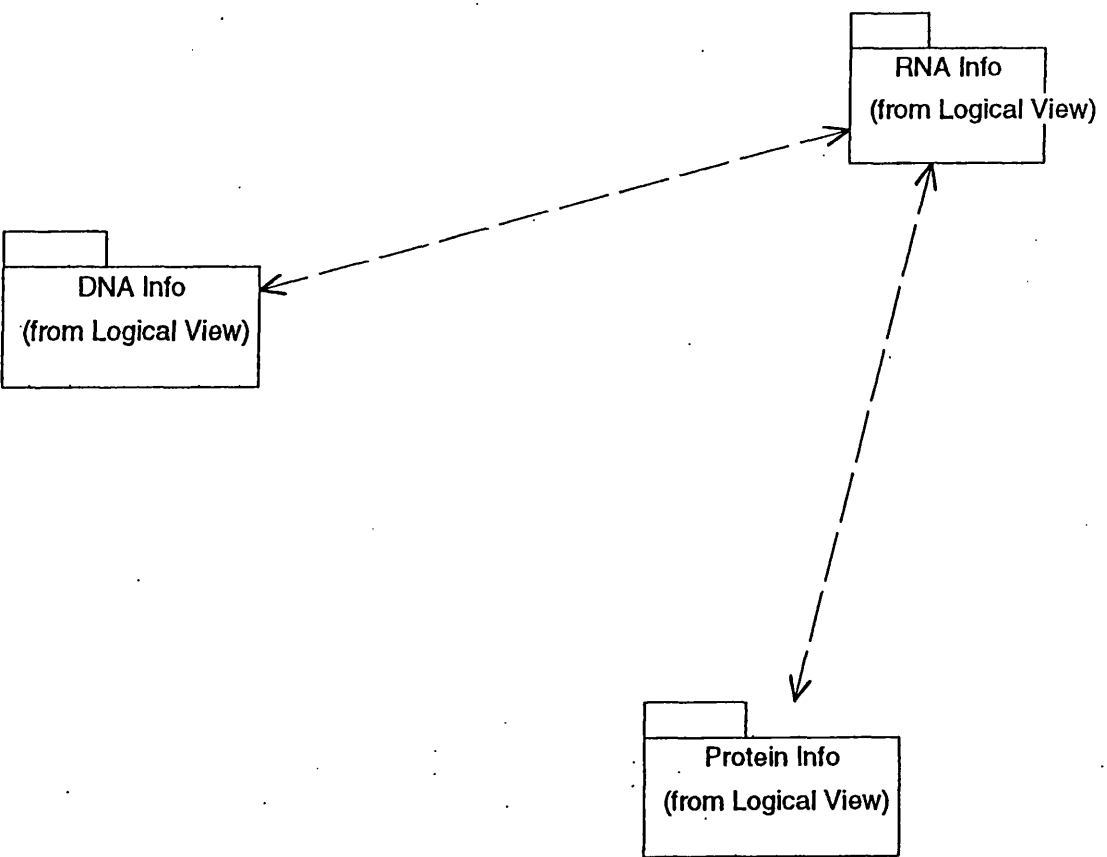 RNA Info
(from Logical View)
DNA Info
(from Logical View)
Protein Info
(from Logical View)